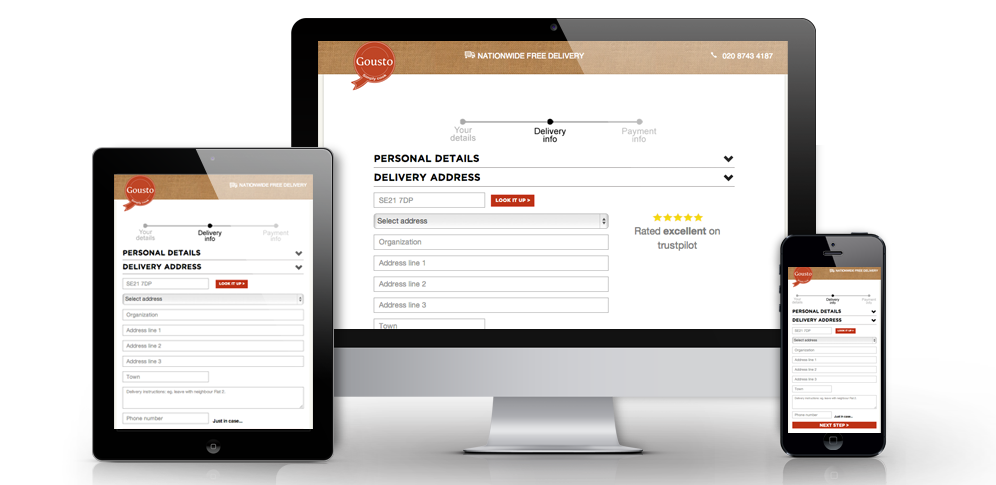 Gousto
Simply cook
NATIONWIDE FREE DELIVERY
020 8743 4187
Your details
Delivery info
Payment info
PERSONAL DETAILS
DELIVERY ADDRESS
SE21 7DP
LOOK IT UP >
Select address
Organization
Address line 1
Address line 2
Address line 3
Town
Rated excellent on
trustpilot
Gousto
NATIONWIDE FREE DELIVERY
Your details
Delivery info
Payment info
PERSONAL DETAILS
DELIVERY ADDRESS
SE21 7DP
LOOK IT UP >
Select address
Organization
Address line 1
Address line 2
Address line 3
Town
Delivery instructions: eg. leave with neighbour Flat 2.
Phone number
Just in case...
Gousto
NATIONWIDE FREE DELIVERY
Your details
Delivery info
Payment info
PERSONAL DETAILS
DELIVERY ADDRESS
SE21 7DP
LOOK IT UP >
Select address
Organization
Address line 1
Address line 2
Address line 3
Town
Delivery instructions: eg. leave with neighbour Flat 2.
Phone number
Just in case...
NEXT STEP >